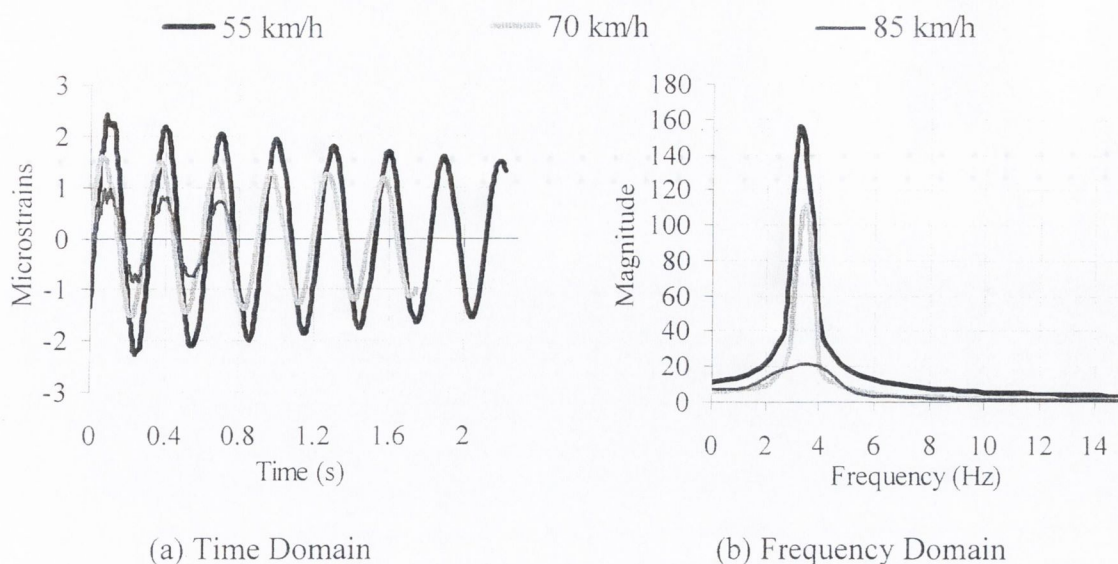 55 km/h 70 km/h 85 km/h
3
2
1
0
-1
-2
-3
Microstrains
0 0.4 0.8 1.2 1.6 2
Time (s)
(a) Time Domain
180
160
140
120
100
80
60
40
20
0
Magnitude
0 2 4 6 8 10 12 14
Frequency (Hz)
(b) Frequency Domain